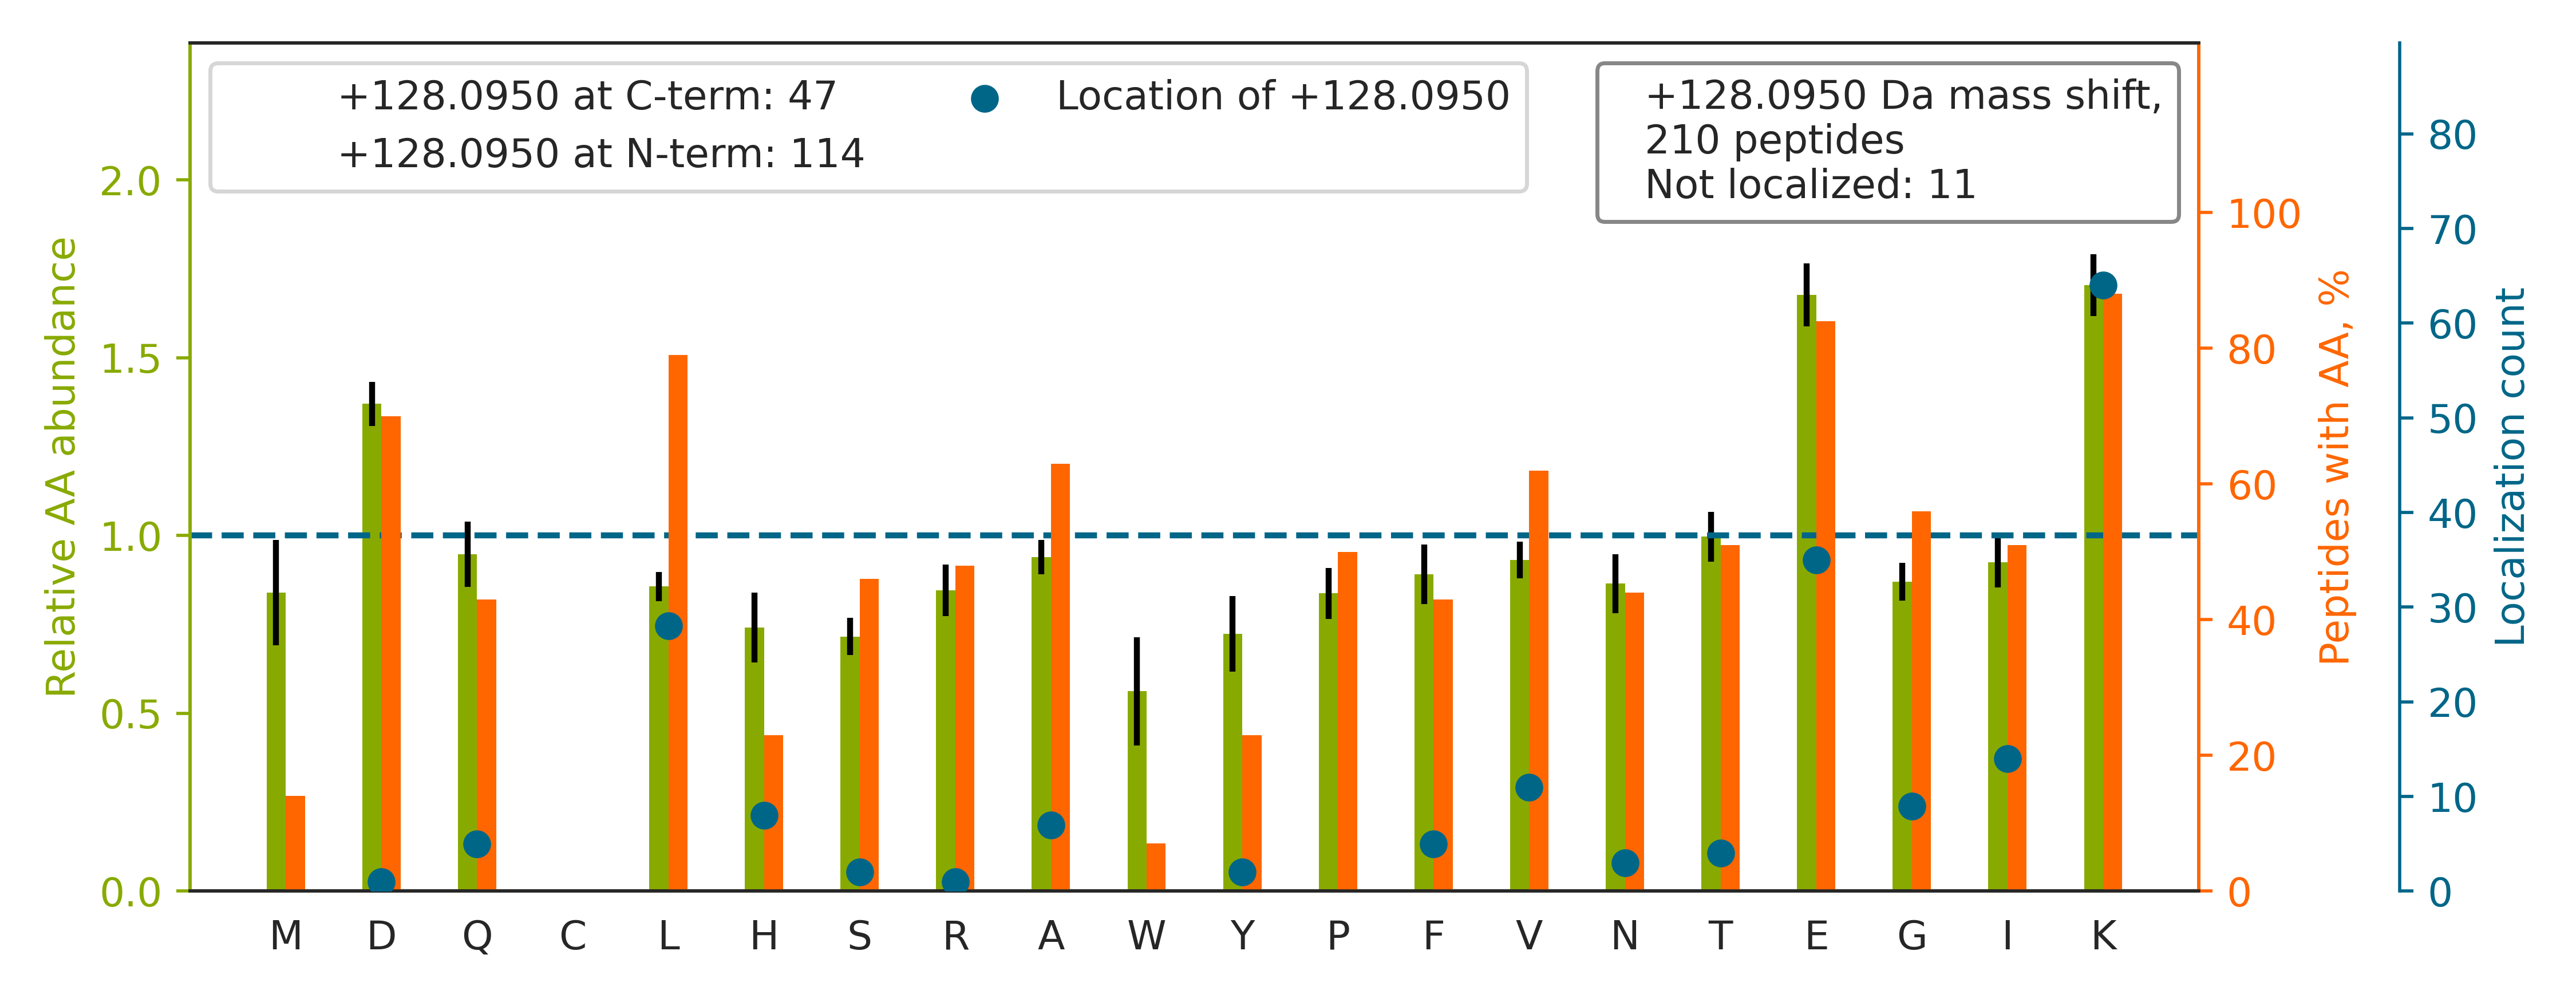 +128.0950 at C-term: 47
+128.0950 at N-term: 114
Location of +128.0950
+128.0950 Da mass shift,
210 peptides
Not localized: 11
Relative AA abundance
2.0
1.5
1.0
0.5
0.0
100
80
60
40
20
0
Peptides with AA, %
80
70
60
50
40
30
20
10
0
Localization count
M D Q C L H S R A W Y P F V N T E G I K